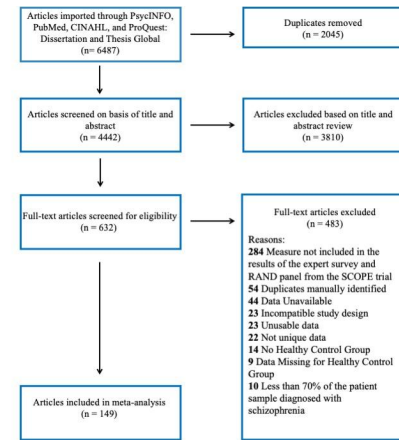 Articles imported through PsycINFO,
PubMed, CINAHL, and ProQuest:
Dissertation and Thesis Global
(n= 6487)
Duplicates removed
(n = 2045)
Articles screened on basis of title and
abstract
(n = 4442)
Articles excluded based on title and
abstract review
(n = 3810)
Full-text articles screened for eligibility
(n = 632)
Full-text articles excluded
(n = 483)
Reasons:
284 Measure not included in the
results of the expert survey and
RAND panel from the SCOPE trial
54 Duplicates manually identified
44 Data Unavailable
23 Incompatible study design
23 Unusable data
22 Not unique data
14 No Healthy Control Group
9 Data Missing for Healthy Control
Group
10 Less than 70% of the patient
sample diagnosed with
schizophrenia
Articles included in meta-analysis
(n = 149)